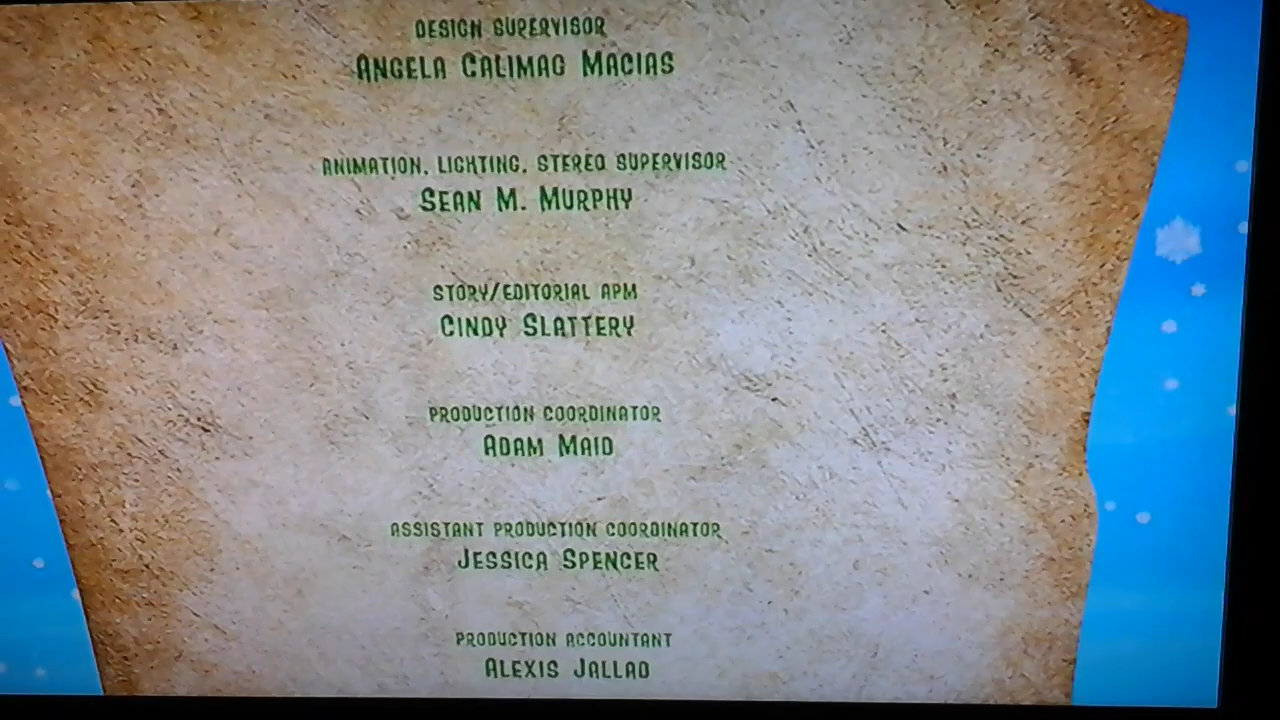 DESIGN SUPERVISOR
ANGELA CALIMAG MACIAS
ANIMATION, LIGHTING, STEREO SUPERVISOR
SEAN M. MURPHY
STORY/EDITORIAL APM
CINDY SLATTERY
PRODUCTION COORDINATOR
ADAM MAID
ASSISTANT PRODUCTION COORDINATOR
JESSICA SPENCER
PRODUCTION ACCOUNTANT
ALEXIS JALLAD